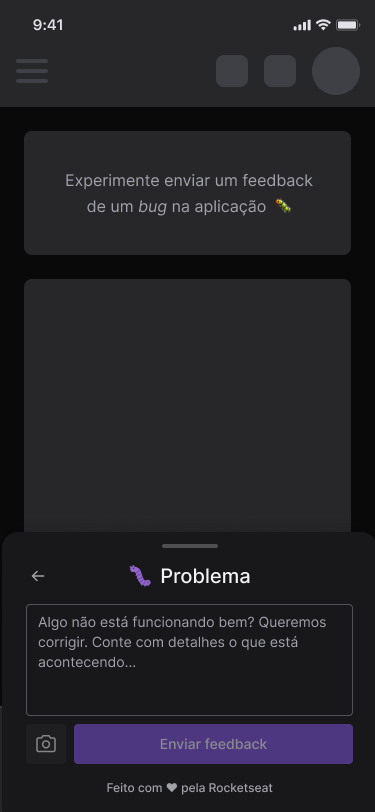 9:41
Experimente enviar um feedback
de um bug na aplicação 🐛
🐛 Problema
Algo não está funcionando bem? Queremos
corrigir. Conte com detalhes o que está
acontecendo...
Enviar feedback
Feito com ♥ pela Rocketseat